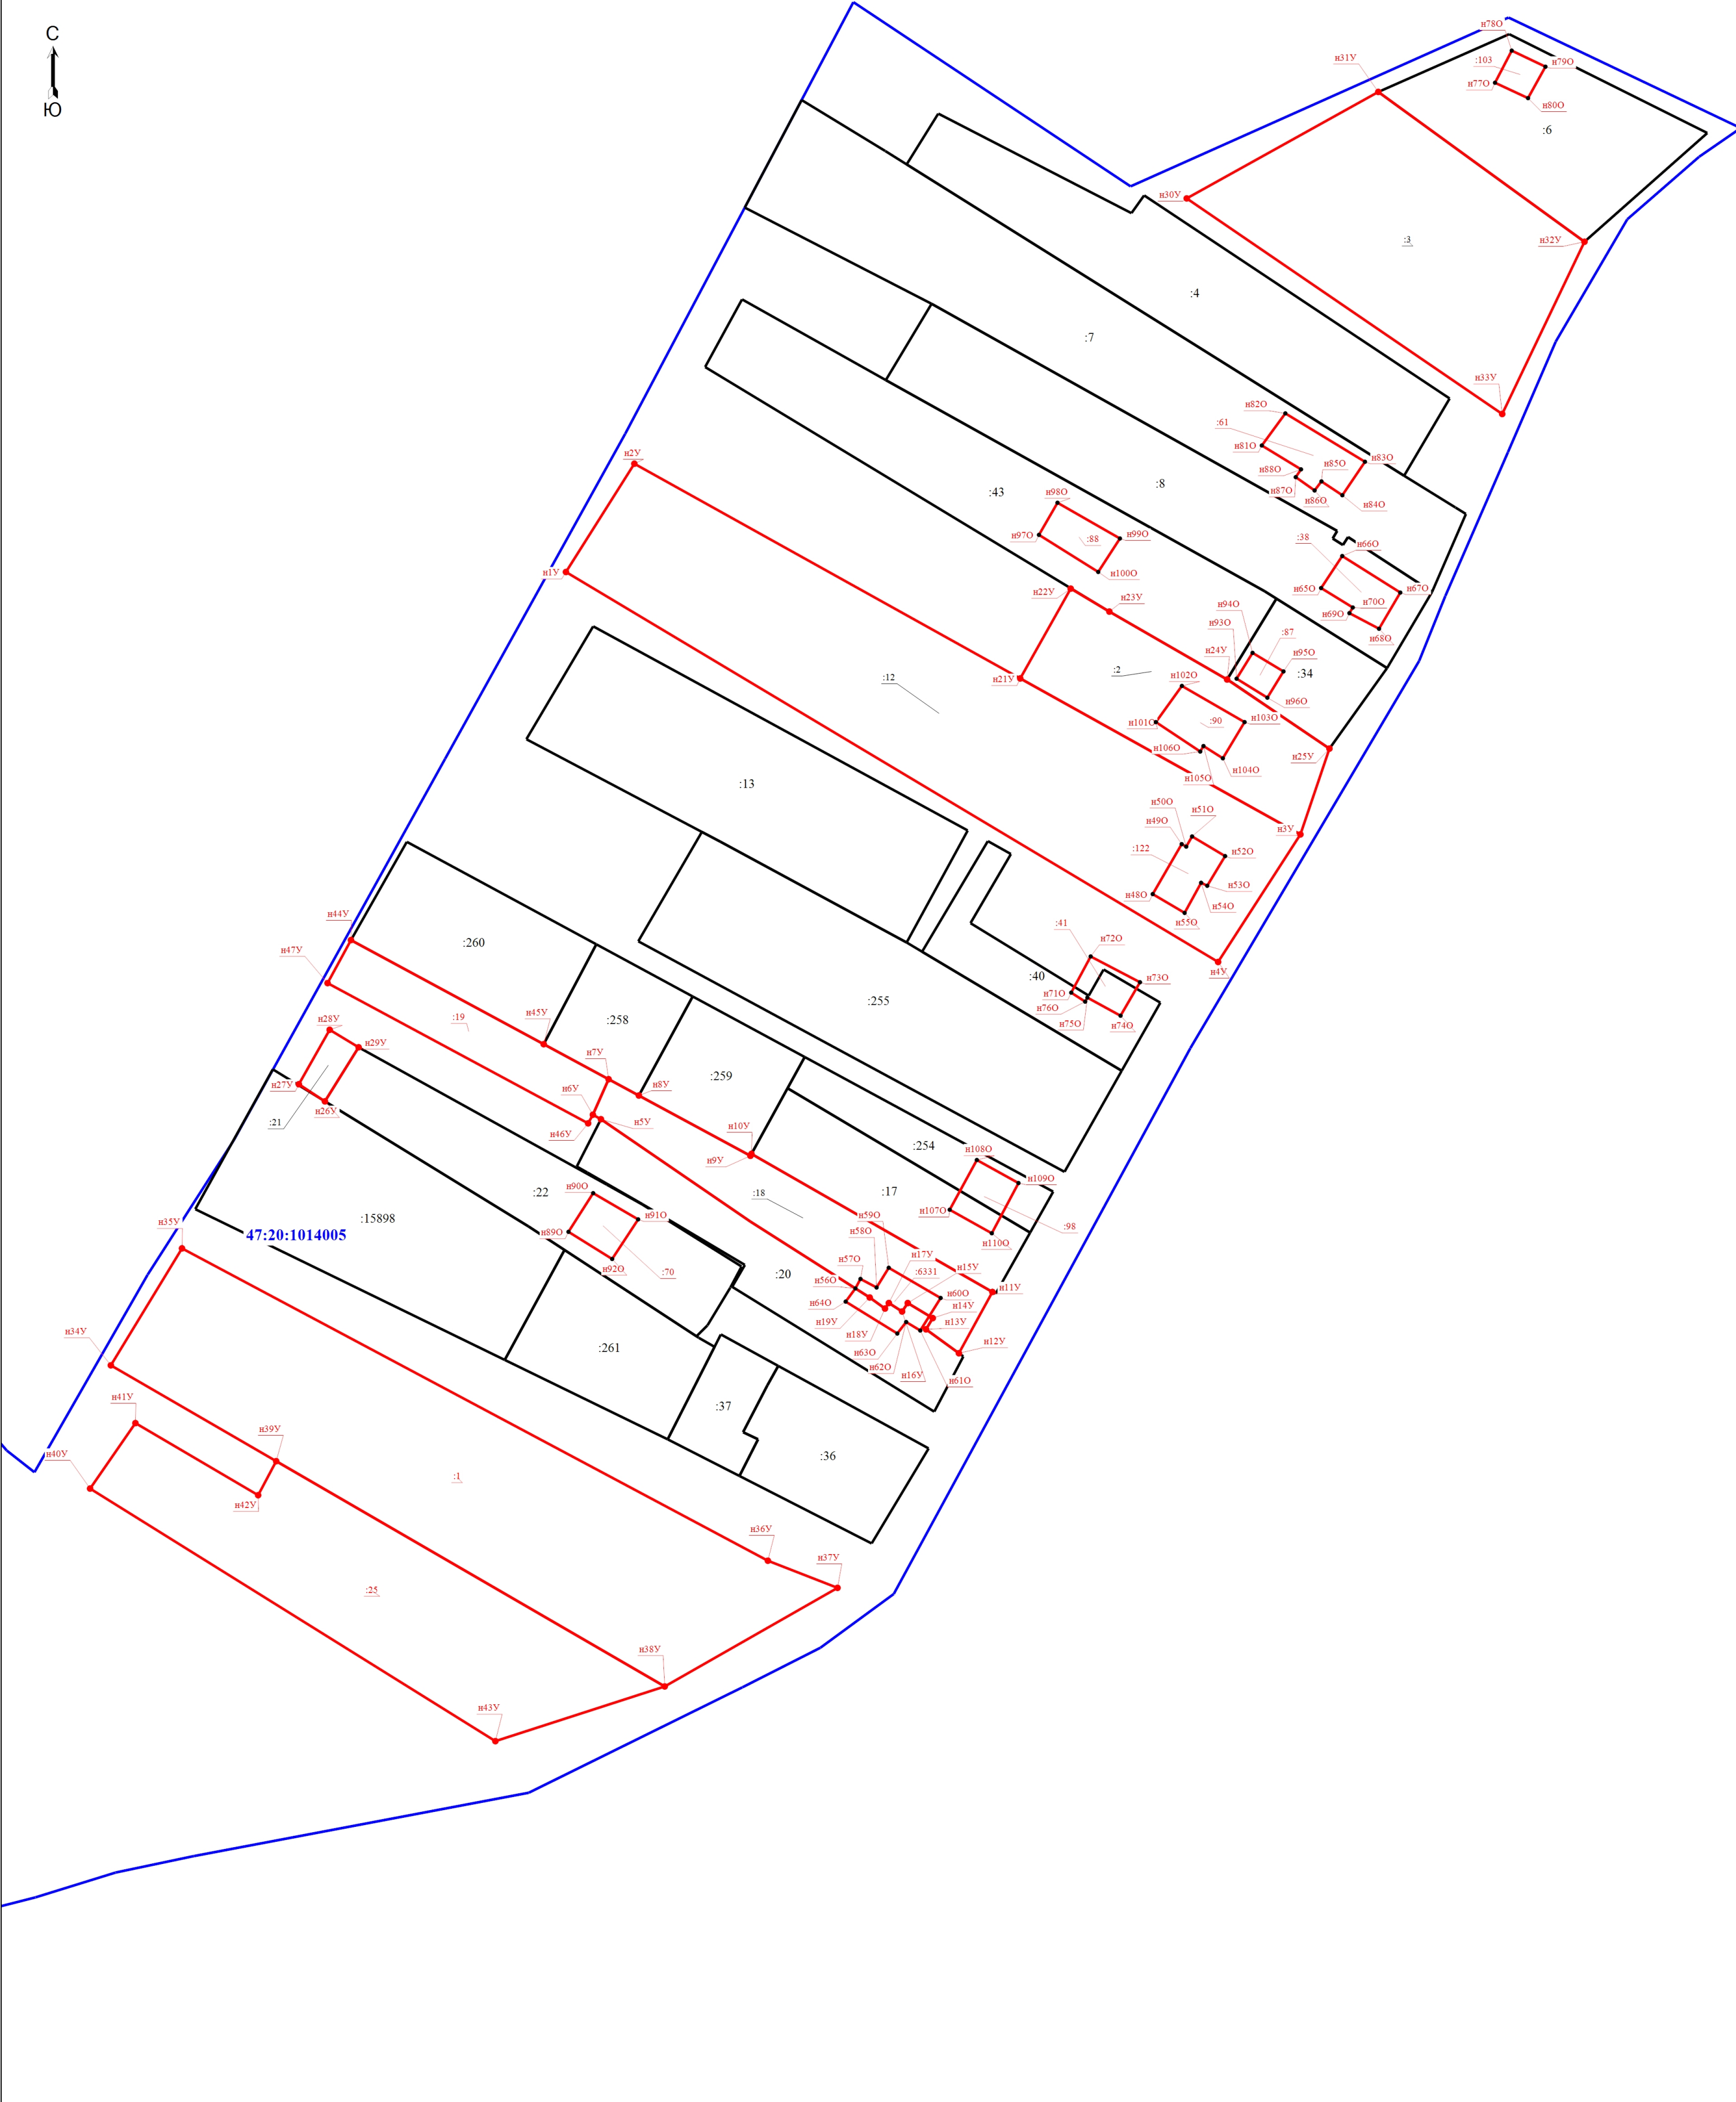 С
Ю
н78О
н31У
:103
н79О
н77О
н80О
:6
н30У
:3
н32У
:4
:7
н33У
н82О
:61
н81О
н83О
н2У
н85О
н88О
:8
:43
н98О
н87О
н86О
н84О
н97О
:88
н99О
:38
н66О
н1У
н100О
н65О
н67О
н22У
н23У
н94О
н70О
н69О
н93О
н68О
:87
н24У
н95О
:2
:34
:12
н102О
н21У
н96О
н101О
:90
н103О
н106О
н25У
н104О
н105О
:13
н50О
н51О
н49О
н3У
:122
н52О
н53О
н48О
н54О
н44У
:41
н55О
н72О
:260
н47У
:40
н4У
н73О
н71О
:255
н76О
н45У
:19
:258
н75О
н74О
н28У
н29У
н7У
:259
н27У
н6У
н8У
н26У
:21
н5У
н46У
н10У
:254
н108О
н9У
н109О
н90О
:22
:18
:17
:15898
н59О
н35У
н91О
н107О
:98
47:20:1014005
н89О
н58О
н110О
н17У
н92О
:70
:20
н57О
:6331
н15У
н56О
н11У
н64О
н60О
н14У
н19У
н13У
н34У
н18У
:261
н12У
н63О
н62О
н16У
н61О
н41У
:37
н39У
н40У
:36
:1
н42У
н36У
н37У
:25
н38У
н43У